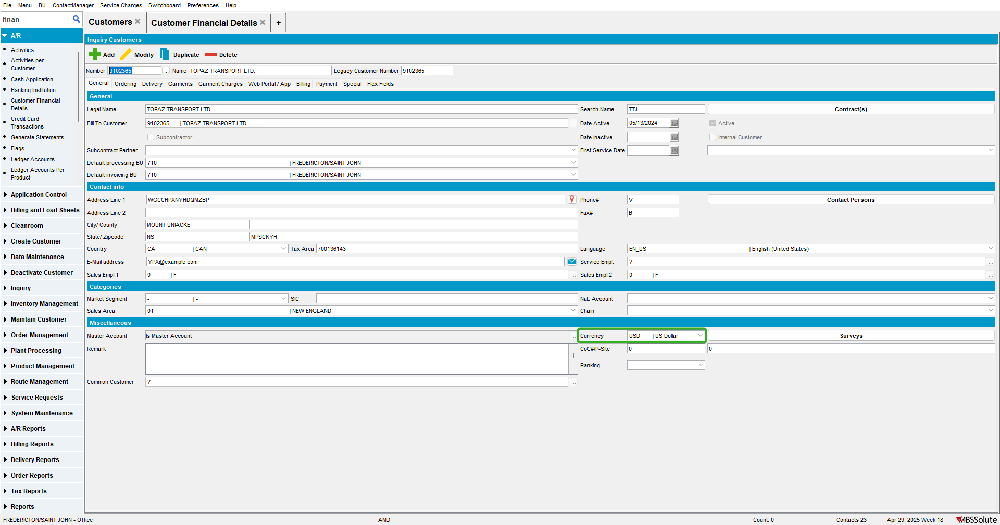 File Menu BU ContactManager Service Charges Switchboard Preferences Help
finan
Customers Customer Financial Details +
A/R
Activities
Activities per
Customer
Cash Application
Banking Institution
Customer Financial
Details
Credit Card
Transactions
Generate Statements
Flags
Ledger Accounts
Ledger Accounts Per
Product
Application Control
Billing and Load Sheets
Cleanroom
Create Customer
Data Maintenance
Deactivate Customer
Inquiry
Inventory Management
Maintain Customer
Order Management
Plant Processing
Product Management
Route Management
Service Requests
System Maintenance
A/R Reports
Billing Reports
Delivery Reports
Order Reports
Tax Reports
Reports
Inquiry Customers
Add Modify Duplicate Delete
Number 9102365 ... Name TOPAZ TRANSPORT LTD. Legacy Customer Number 9102365
General Ordering Delivery Garments Garment Charges Web Portal / App Billing Payment Special Flex Fields
General
Legal Name TOPAZ TRANSPORT LTD. Search Name TTJ Contract(s)
Bill To Customer 9102365 | TOPAZ TRANSPORT LTD. ... Date Active 05/13/2024 16 Active
Subcontractor Date Inactive 16 Internal Customer
Subcontract Partner First Service Date 16
Default processing BU 710 | FREDERICTON/SAINT JOHN
Default invoicing BU 710 | FREDERICTON/SAINT JOHN
Contact info
Address Line 1 WGCCHPXNYHDQMZBP Phone# V Contact Persons
Address Line 2 Fax# B
City/ County MOUNT UNIACKE
State/ Zipcode NS MPSCKYH
Country CA | CAN Tax Area 700136143 Language EN_US | English (United States)
E-Mail address YPX@example.com Service Empl. ? ...
Sales Empl.1 0 | F ... Sales Empl.2 0 | F ...
Categories
Market Segment - | - SIC Nat. Account
Sales Area 01 | NEW ENGLAND Chain
Miscellaneous
Master Account Is Master Account ... Currency USD | US Dollar Surveys
Remark CoC#/P-Site 0 0
Ranking
Common Customer ? ...
FREDERICTON/SAINT JOHN - Office AMD Count: 0 Contacts 23 Apr 29, 2025 Week 18 ABSSolute